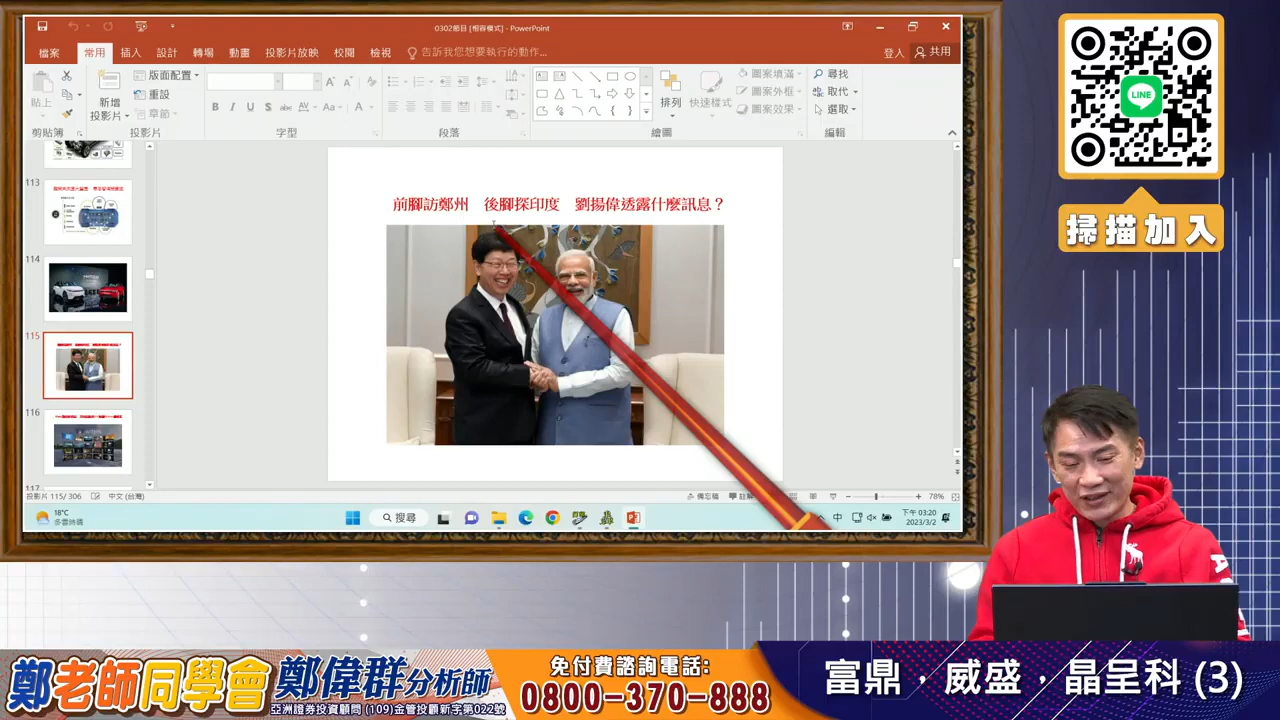 0302節目 [相容模式] - PowerPoint
檔案 常用 插入 設計 轉場 動畫 投影片放映 校閱 檢視 告訴我您想要執行的動作... 登入 共用
貼上 新增投影片 版面配置 重設 章節 B I U S abc AV Aa A 排列 快速樣式 圖案填滿 圖案外框 圖案效果 尋找 取代 選取
剪貼簿 投影片 字型 段落 繪圖 編輯
113
114
115
116
117
前腳訪鄭州 後腳探印度 劉揚偉透露什麼訊息？
投影片 115/ 306 中文 (台灣) 備忘稿 78%
18°C
多雲時晴
搜尋
中
下午 03:20
2023/3/2
LINE
掃描加入
鄭老師同學會
鄭偉群分析師
亞洲證券投資顧問 (109)金管投顧新字第022號
免付費諮詢電話:
0800-370-888
富鼎，威盛，晶呈科 (3)